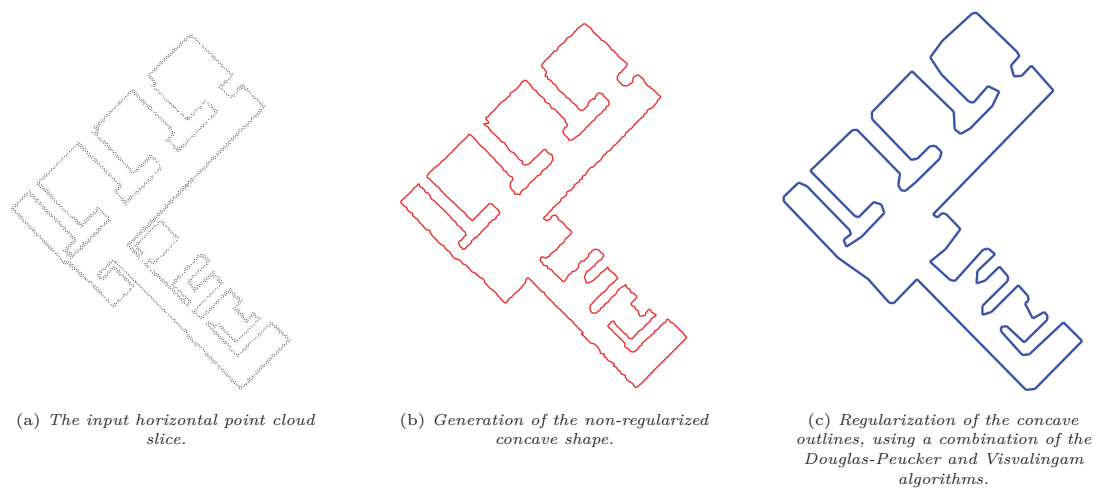 (a) The input horizontal point cloud
slice.
(b) Generation of the non-regularized
concave shape.
(c) Regularization of the concave
outlines, using a combination of the
Douglas-Peucker and Visvalingam
algorithms.